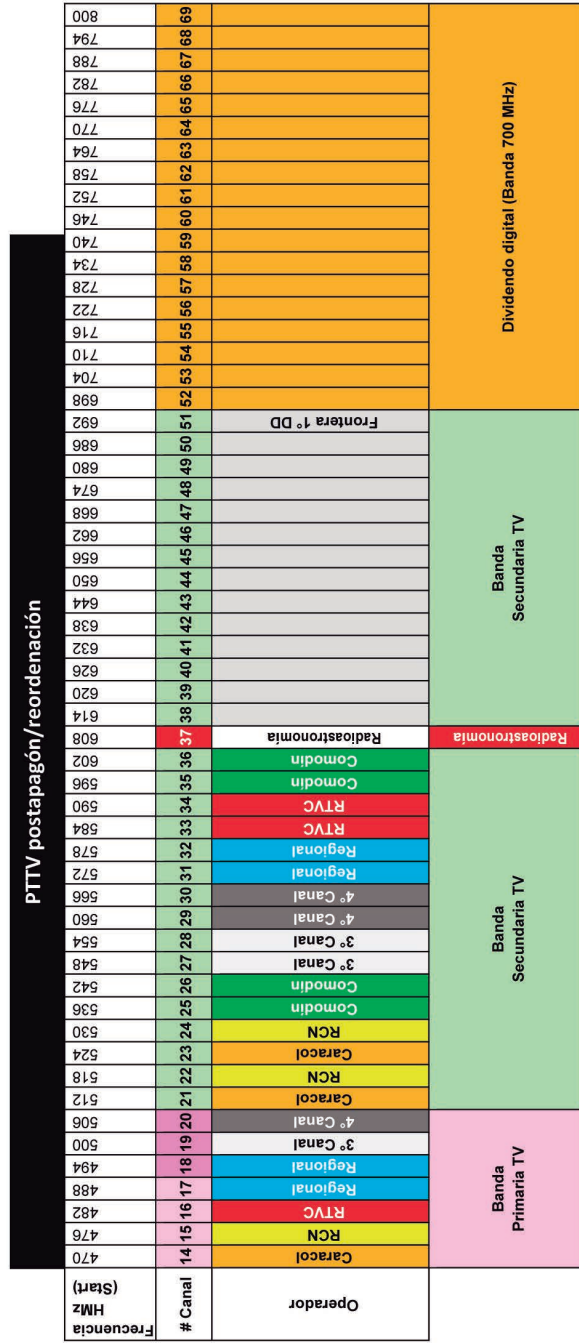 PTTV postapagón/reordenación
Frecuencia
HMz
(Start)
470 476 482 488 494 500 506 512 518 524 530 536 542 548 554 560 566 572 578 584 590 596 602 608 614 620 626 632 638 644 650 656 662 668 674 680 686 692 698 704 710 716 722 728 734 740 746 752 758 764 770 776 782 788 794 800
# Canal 14 15 16 17 18 19 20 21 22 23 24 25 26 27 28 29 30 31 32 33 34 35 36 37 38 39 40 41 42 43 44 45 46 47 48 49 50 51 52 53 54 55 56 57 58 59 60 61 62 63 64 65 66 67 68 69
Operador
Caracol
RCN
RTVC
Regional
Regional
3° Canal
4° Canal
Caracol
RCN
Caracol
RCN
Comodín
Comodín
3° Canal
3° Canal
4° Canal
4° Canal
Regional
Regional
RTVC
RTVC
Comodín
Comodín
Radioastronomía
Frontera 1° DD
Banda
Primaria TV
Banda
Secundaria TV
Radioastronomía
Banda
Secundaria TV
Dividendo digital (Banda 700 MHz)